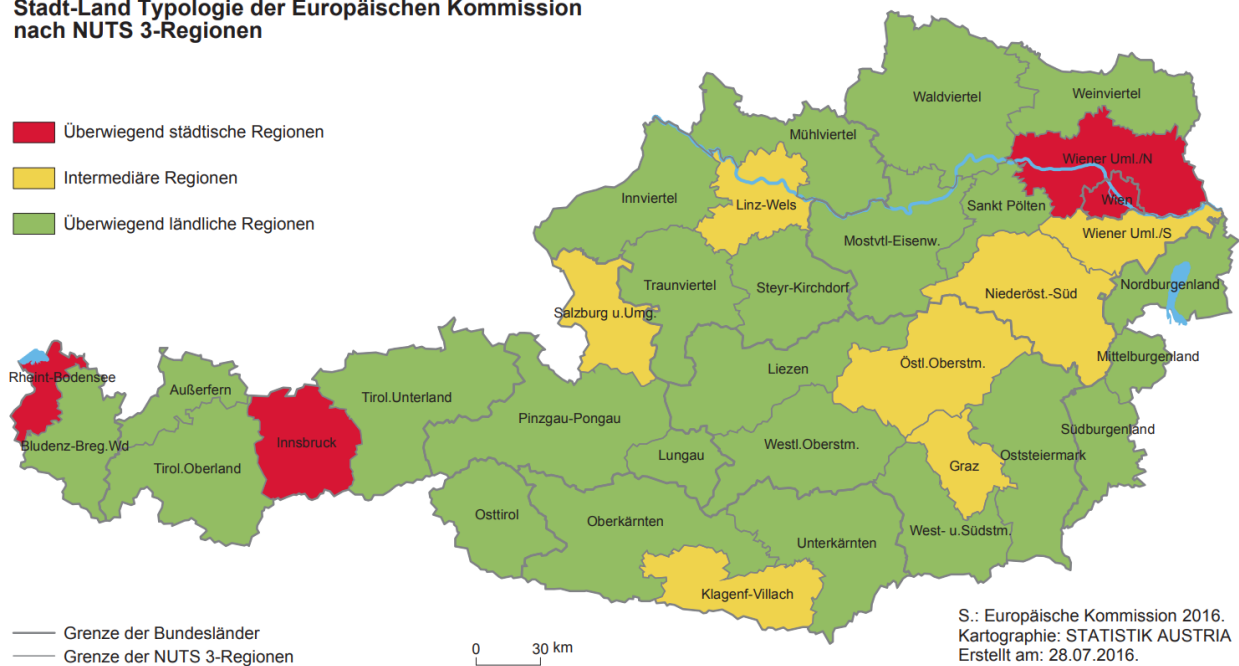 Stadt-Land Typologie der Europäischen Kommission
nach NUTS 3-Regionen
Überwiegend städtische Regionen
Intermediäre Regionen
Überwiegend ländliche Regionen
Waldviertel
Weinviertel
Mühlviertel
Wiener Uml./N
Innviertel
Linz-Wels
Sankt Pölten
Wien
Mostvtl-Eisenw.
Wiener Uml./S
Traunviertel
Steyr-Kirchdorf
Niederöst.-Süd
Nordburgenland
Salzburg u.Umg.
Mittelburgenland
Rheint-Bodensee
Außerfern
Tirol.Unterland
Liezen
Östl.Oberstm.
Pinzgau-Pongau
Bludenz-Breg.Wd
Innsbruck
Westl.Oberstm.
Südburgenland
Tirol.Oberland
Lungau
Graz
Oststeiermark
Osttirol
Oberkärnten
Unterkärnten
West- u.Südstm.
Klagenf-Villach
Grenze der Bundesländer
Grenze der NUTS 3-Regionen
0 30 km
S.: Europäische Kommission 2016.
Kartographie: STATISTIK AUSTRIA
Erstellt am: 28.07.2016.